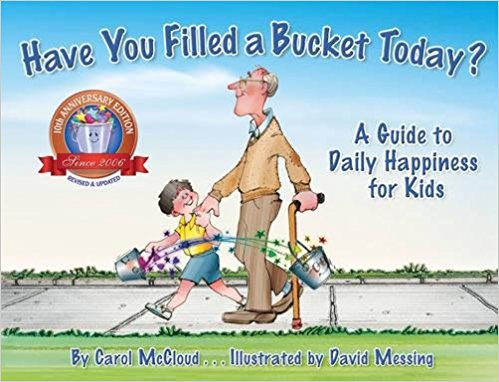 Have You Filled a Bucket Today?
10th ANNIVERSARY EDITION
Since 2006
REVISED & UPDATED
A Guide to
Daily Happiness
for Kids
By Carol McCloud . . . Illustrated by David Messing